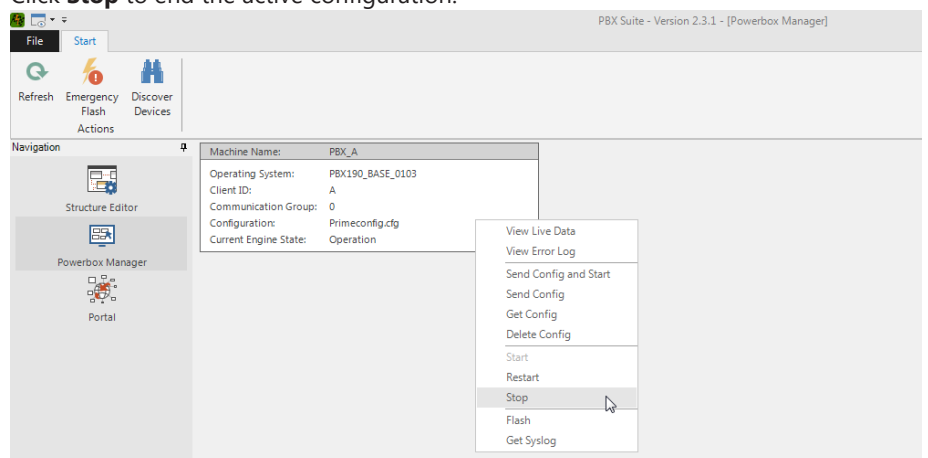 Click Stop to end the active configuration.
PBX Suite - Version 2.3.1 - [Powerbox Manager]
File Start
Refresh Emergency Flash Discover Devices
Actions
Navigation
Structure Editor
Powerbox Manager
Portal
Machine Name: PBX_A
Operating System: PBX190_BASE_0103
Client ID: A
Communication Group: 0
Configuration: Primeconfig.cfg
Current Engine State: Operation
View Live Data
View Error Log
Send Config and Start
Send Config
Get Config
Delete Config
Start
Restart
Stop
Flash
Get Syslog